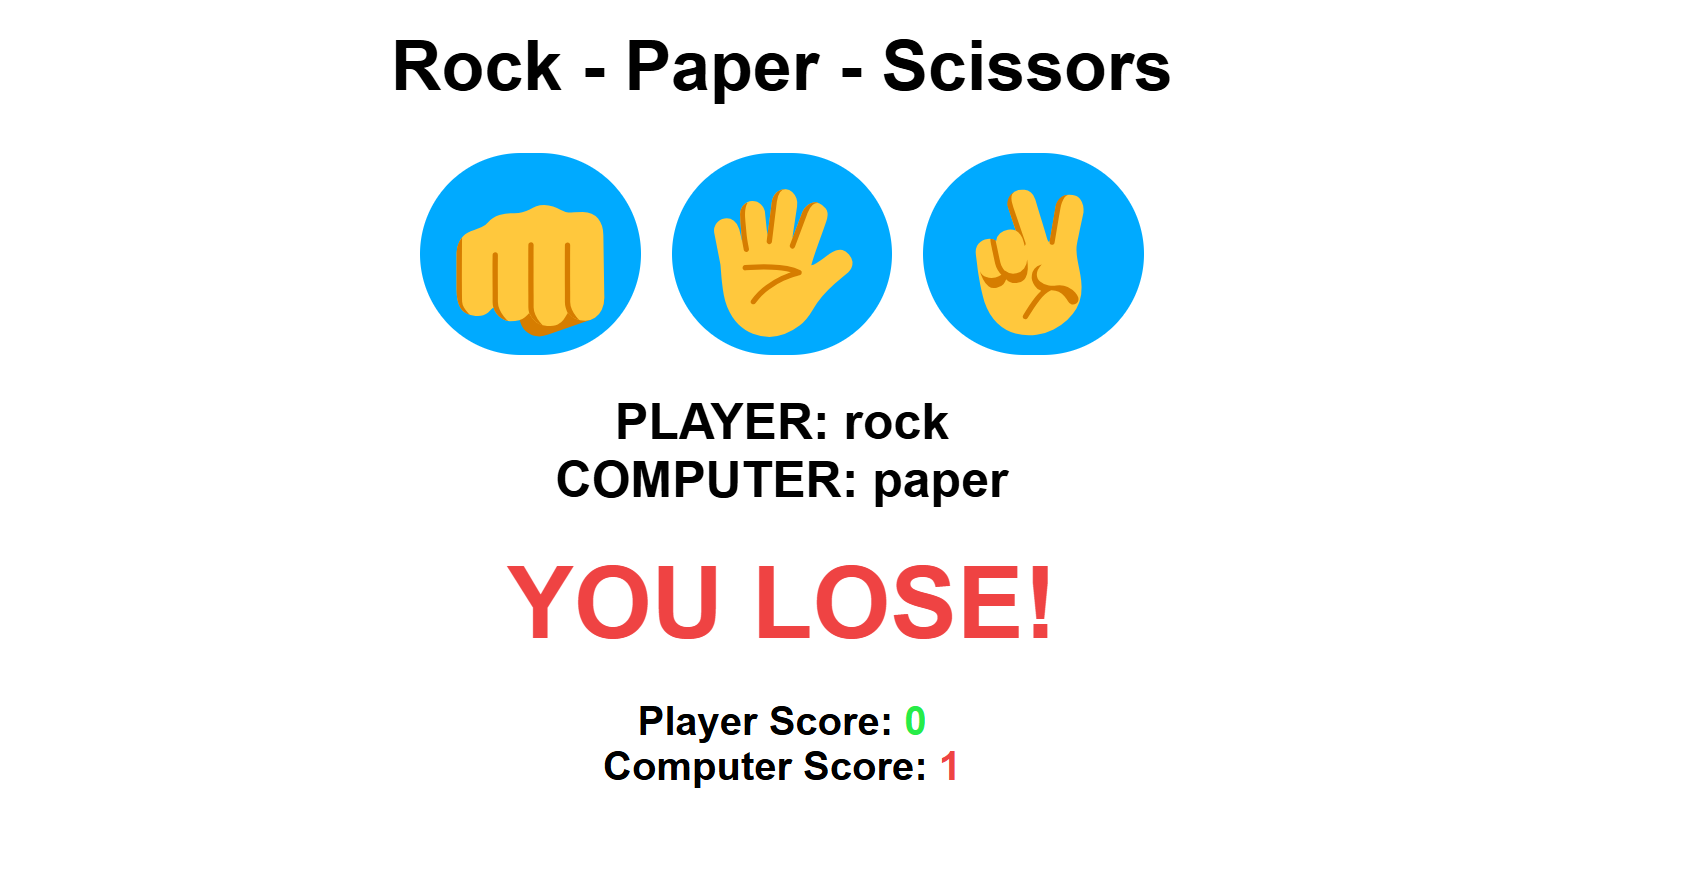 Rock - Paper - Scissors
PLAYER: rock
COMPUTER: paper
YOU LOSE!
Player Score: 0
Computer Score: 1